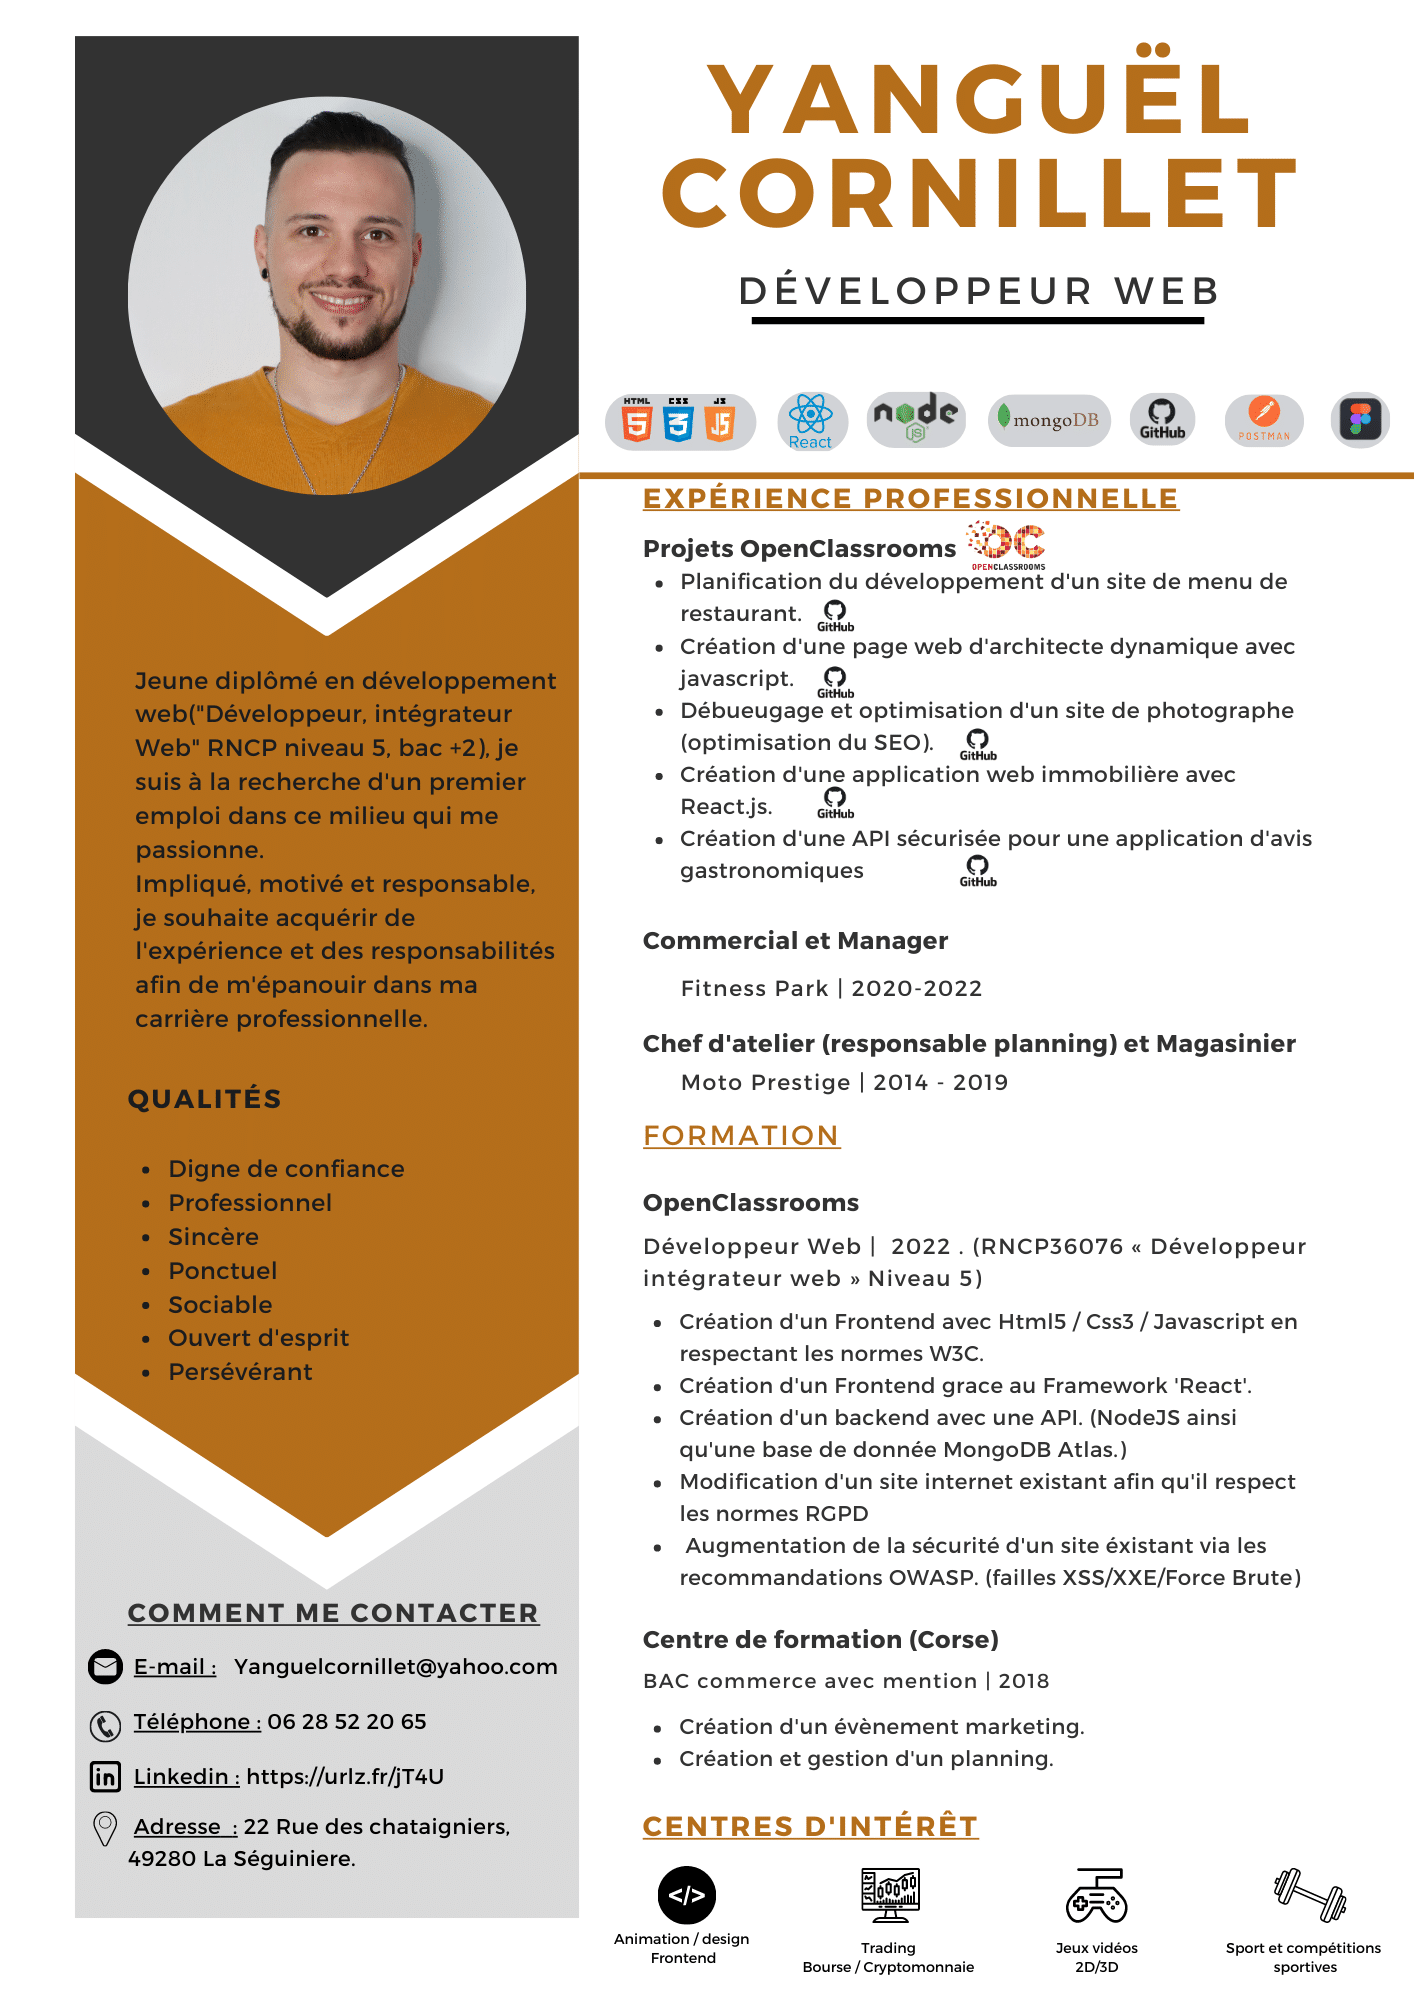 YANGUËL
CORNILLET
DÉVELOPPEUR WEB
HTML CSS JS
5 3 JS
React
node
JS
mongoDB
GitHub
POSTMAN
Jeune diplômé en développement
web("Développeur, intégrateur
Web" RNCP niveau 5, bac +2), je
suis à la recherche d'un premier
emploi dans ce milieu qui me
passionne.
Impliqué, motivé et responsable,
je souhaite acquérir de
l'expérience et des responsabilités
afin de m'épanouir dans ma
carrière professionnelle.
QUALITÉS
• Digne de confiance
• Professionnel
• Sincère
• Ponctuel
• Sociable
• Ouvert d'esprit
• Persévérant
COMMENT ME CONTACTER
E-mail : Yanguelcornillet@yahoo.com
Téléphone : 06 28 52 20 65
in Linkedin : https://urlz.fr/jT4U
Adresse : 22 Rue des chataigniers,
49280 La Séguiniere.
EXPÉRIENCE PROFESSIONNELLE
Projets OpenClassrooms OC
OPENCLASSROOMS
• Planification du développement d'un site de menu de
restaurant. GitHub
• Création d'une page web d'architecte dynamique avec
javascript. GitHub
• Débueugage et optimisation d'un site de photographe
(optimisation du SEO). GitHub
• Création d'une application web immobilière avec
React.js. GitHub
• Création d'une API sécurisée pour une application d'avis
gastronomiques GitHub
Commercial et Manager
Fitness Park | 2020-2022
Chef d'atelier (responsable planning) et Magasinier
Moto Prestige | 2014 - 2019
FORMATION
OpenClassrooms
Développeur Web | 2022 . (RNCP36076 « Développeur
intégrateur web » Niveau 5)
• Création d'un Frontend avec Html5 / Css3 / Javascript en
respectant les normes W3C.
• Création d'un Frontend grace au Framework 'React'.
• Création d'un backend avec une API. (NodeJS ainsi
qu'une base de donnée MongoDB Atlas.)
• Modification d'un site internet existant afin qu'il respect
les normes RGPD
• Augmentation de la sécurité d'un site éxistant via les
recommandations OWASP. (failles XSS/XXE/Force Brute)
Centre de formation (Corse)
BAC commerce avec mention | 2018
• Création d'un évènement marketing.
• Création et gestion d'un planning.
CENTRES D'INTÉRÊT
</>
Animation / design
Frontend
Trading
Bourse / Cryptomonnaie
Jeux vidéos
2D/3D
Sport et compétitions
sportives